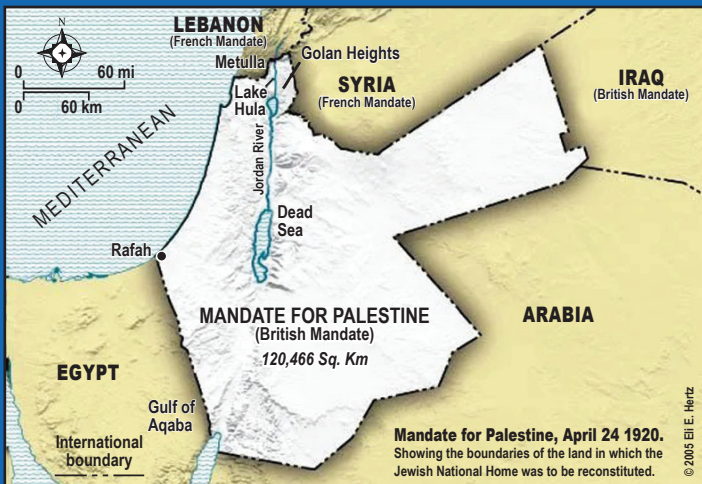 N
0 60 mi
0 60 km
LEBANON
(French Mandate)
Metulla
Golan Heights
Lake
Hula
SYRIA
(French Mandate)
IRAQ
(British Mandate)
MEDITERRANEAN
Jordan River
Dead
Sea
Rafah
MANDATE FOR PALESTINE
(British Mandate)
120,466 Sq. Km
ARABIA
EGYPT
Gulf of
Aqaba
International
boundary
Mandate for Palestine, April 24 1920.
Showing the boundaries of the land in which the
Jewish National Home was to be reconstituted.
© 2005 Eli E. Hertz